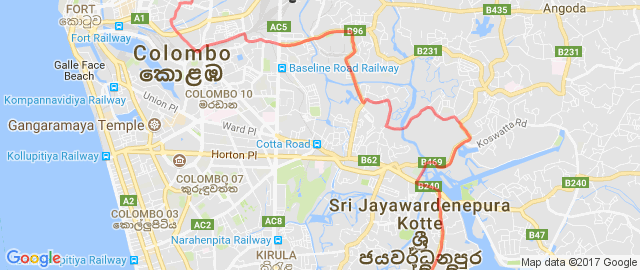 FORT
කොටුව
Fort Railway
AC11
AC5
B96
B435
Angoda
B231
B231
Colombo
කොළඹ
Galle Face
Beach
Baseline Road Railway
Kompannavidiya Railway
Union Pl
COLOMBO 10
මරදාන
Gangaramaya Temple
Ward Pl
Koswatta Rd
Kollupitiya Railway
Horton Pl
Cotta Road
B62
B469
B240
B240
COLOMBO 07
කුරුඳුවත්ත
A2
COLOMBO 03
කොල්ලුපිටිය
AC2
AC8
Sri Jayawardenepura
Kotte
ශ්‍රී
ජයවර්ධනපුර
B47
Narahenpita Railway
KIRULA
කිරුල
Google
Map data ©2017 Google